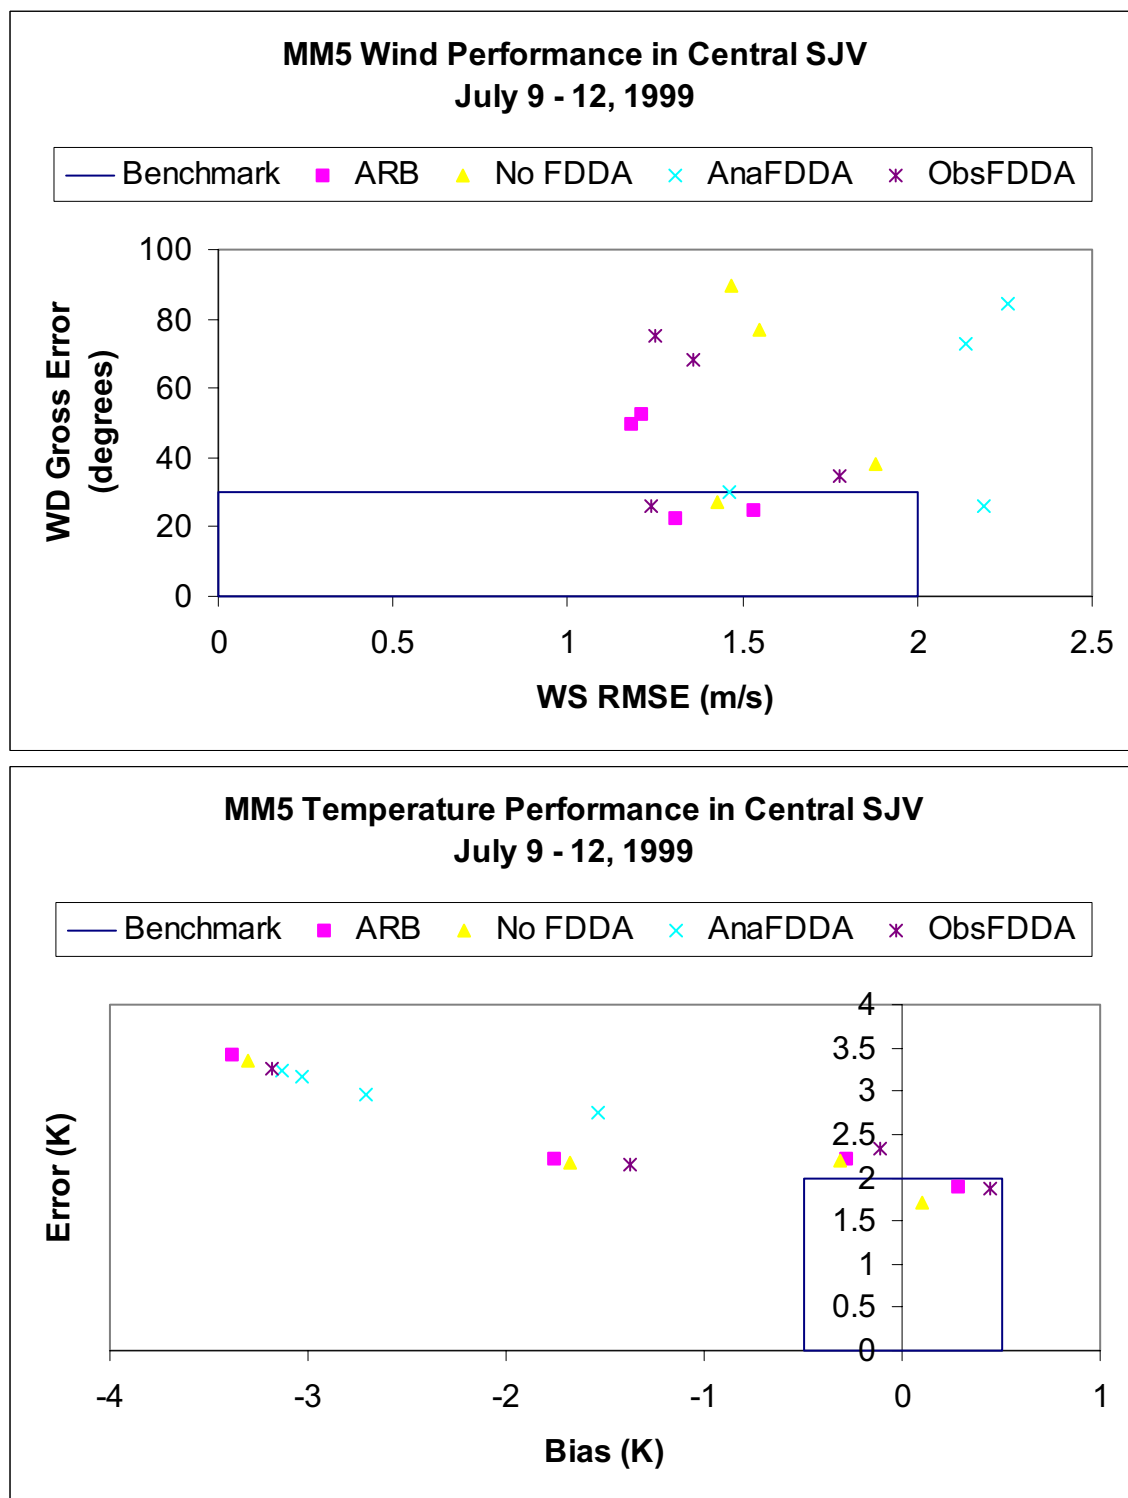 MM5 Wind Performance in Central SJV
July 9 - 12, 1999
Benchmark ARB No FDDA AnaFDDA ObsFDDA
WD Gross Error
(degrees)
100
80
60
40
20
0
0 0.5 1 1.5 2 2.5
WS RMSE (m/s)
MM5 Temperature Performance in Central SJV
July 9 - 12, 1999
Benchmark ARB No FDDA AnaFDDA ObsFDDA
Error (K)
4
3.5
3
2.5
2
1.5
1
0.5
0
-4 -3 -2 -1 0 1
Bias (K)